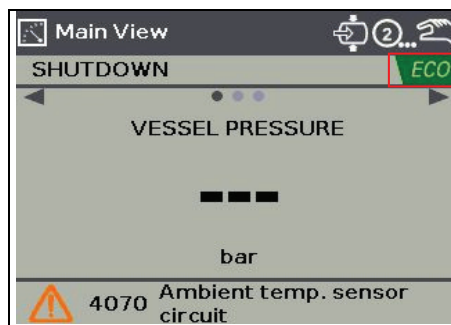 Main View
2...
SHUTDOWN ECO
VESSEL PRESSURE
---
bar
4070 Ambient temp. sensor
circuit